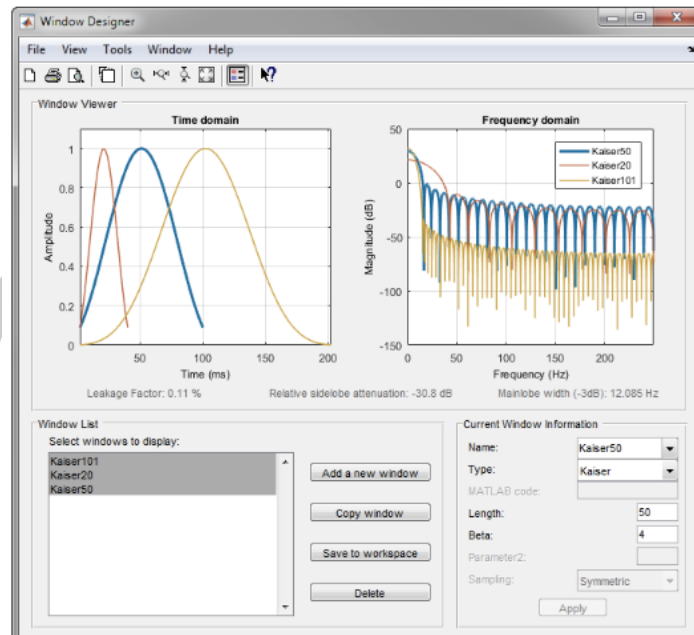 Window Designer
File View Tools Window Help
Window Viewer
Time domain
1
0.8
0.6
0.4
0.2
0
Amplitude
50 100 150 200
Time (ms)
Frequency domain
50
0
-50
-100
-150
Magnitude (dB)
Kaiser50
Kaiser20
Kaiser101
0 50 100 150 200
Frequency (Hz)
Leakage Factor: 0.11 % Relative sidelobe attenuation: -30.8 dB Mainlobe width (-3dB): 12.085 Hz
Window List
Select windows to display:
Kaiser101
Kaiser20
Kaiser50
Add a new window
Copy window
Save to workspace
Delete
Current Window Information
Name: Kaiser50
Type: Kaiser
MATLAB code:
Length: 50
Beta: 4
Parameter2:
Sampling: Symmetric
Apply